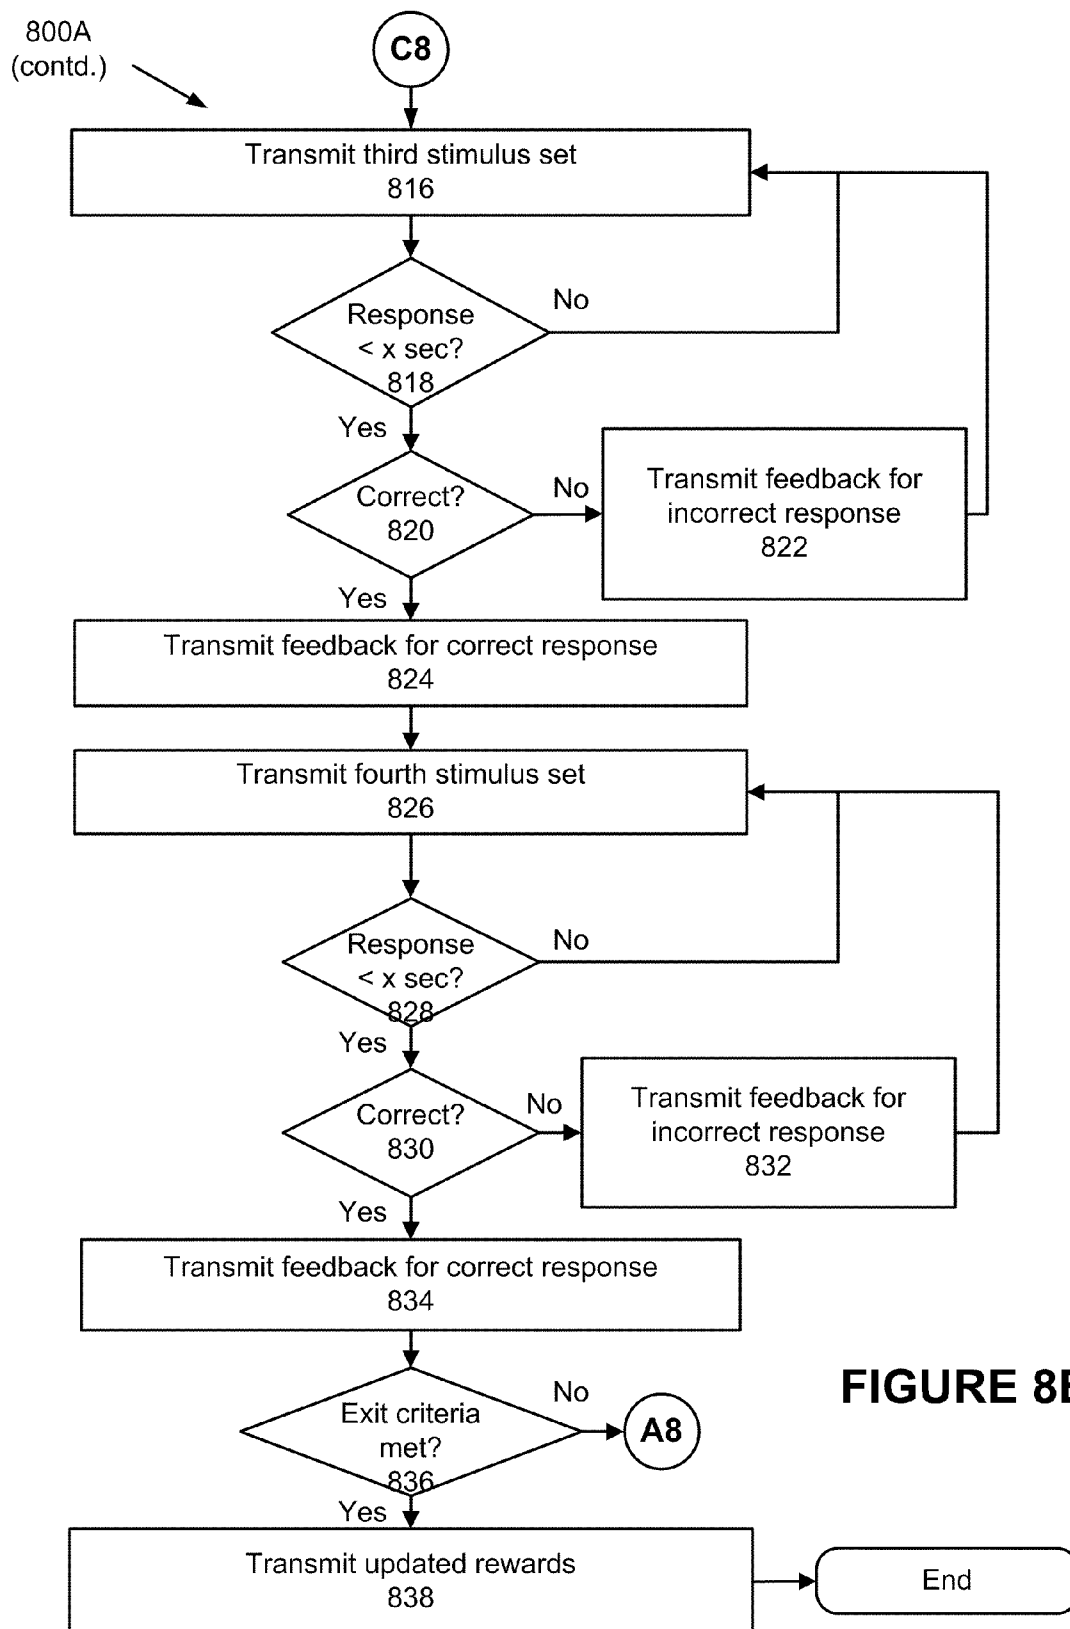 800A
(contd.)
C8
Transmit third stimulus set
816
Response
< x sec?
818
No
Yes
Correct?
820
No
Transmit feedback for
incorrect response
822
Yes
Transmit feedback for correct response
824
Transmit fourth stimulus set
826
Response
< x sec?
828
No
Yes
Correct?
830
No
Transmit feedback for
incorrect response
832
Yes
Transmit feedback for correct response
834
Exit criteria
met?
836
No
A8
FIGURE 8B
Yes
Transmit updated rewards
838
End